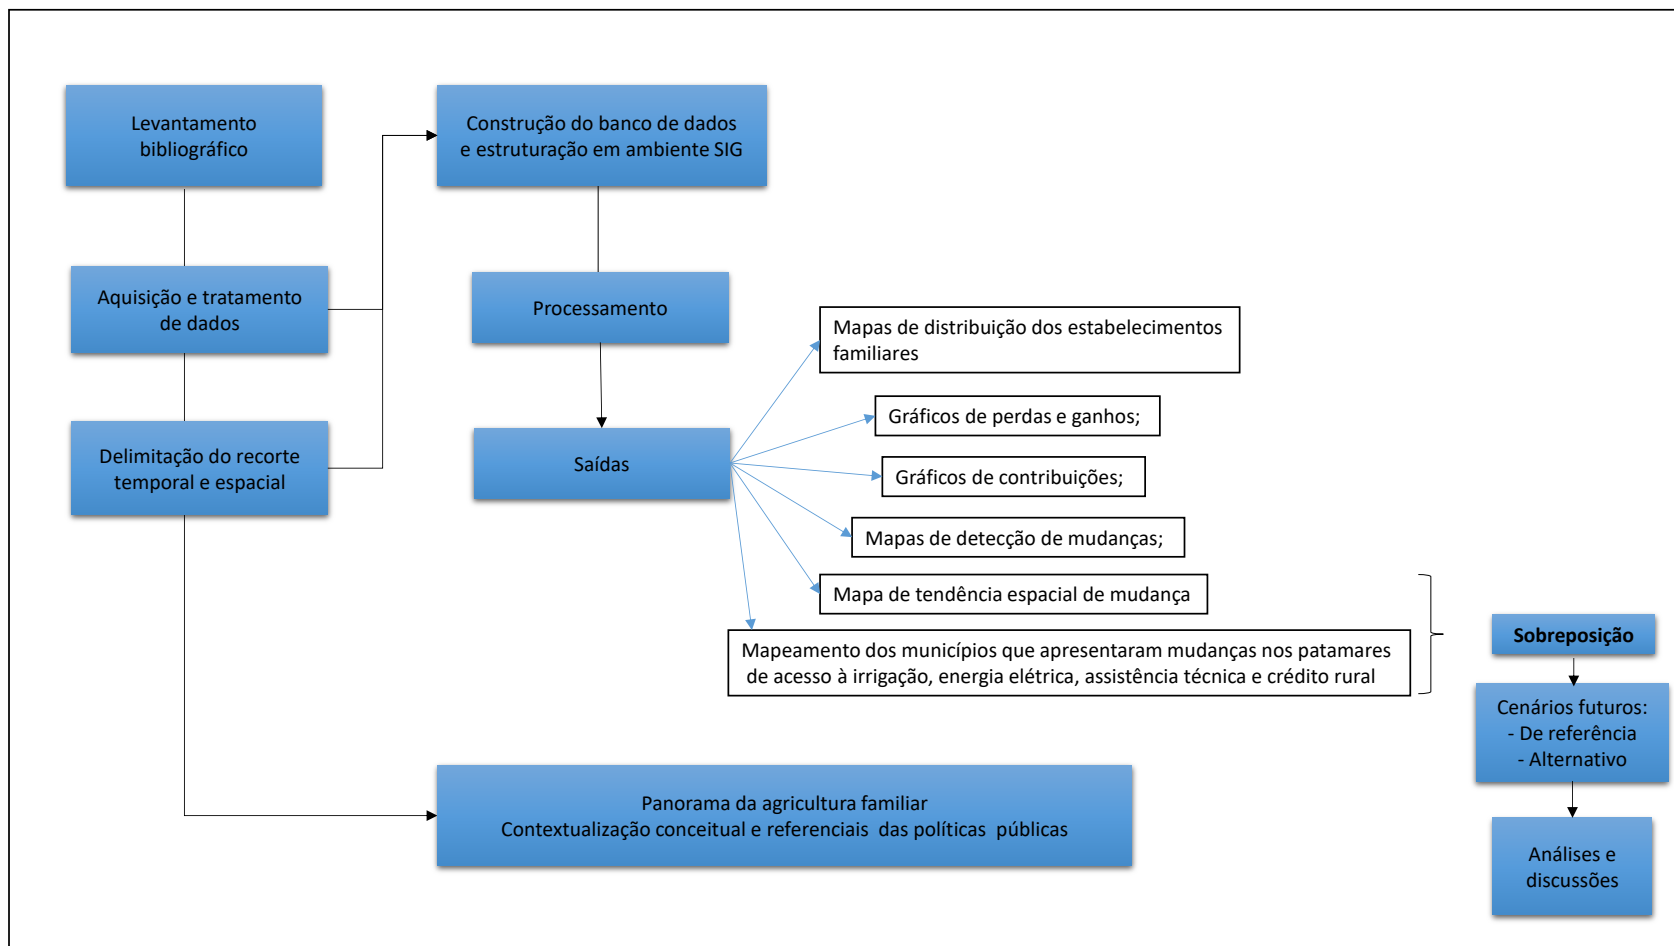 Levantamento
bibliográfico
Construção do banco de dados
e estruturação em ambiente SIG
Aquisição e tratamento
de dados
Processamento
Mapas de distribuição dos estabelecimentos
familiares
Gráficos de perdas e ganhos;
Delimitação do recorte
temporal e espacial
Saídas
Gráficos de contribuições;
Mapas de detecção de mudanças;
Mapa de tendência espacial de mudança
Mapeamento dos municípios que apresentaram mudanças nos patamares
de acesso à irrigação, energia elétrica, assistência técnica e crédito rural
Sobreposição
Cenários futuros:
- De referência
- Alternativo
Panorama da agricultura familiar
Contextualização conceitual e referenciais das políticas públicas
Análises e
discussões